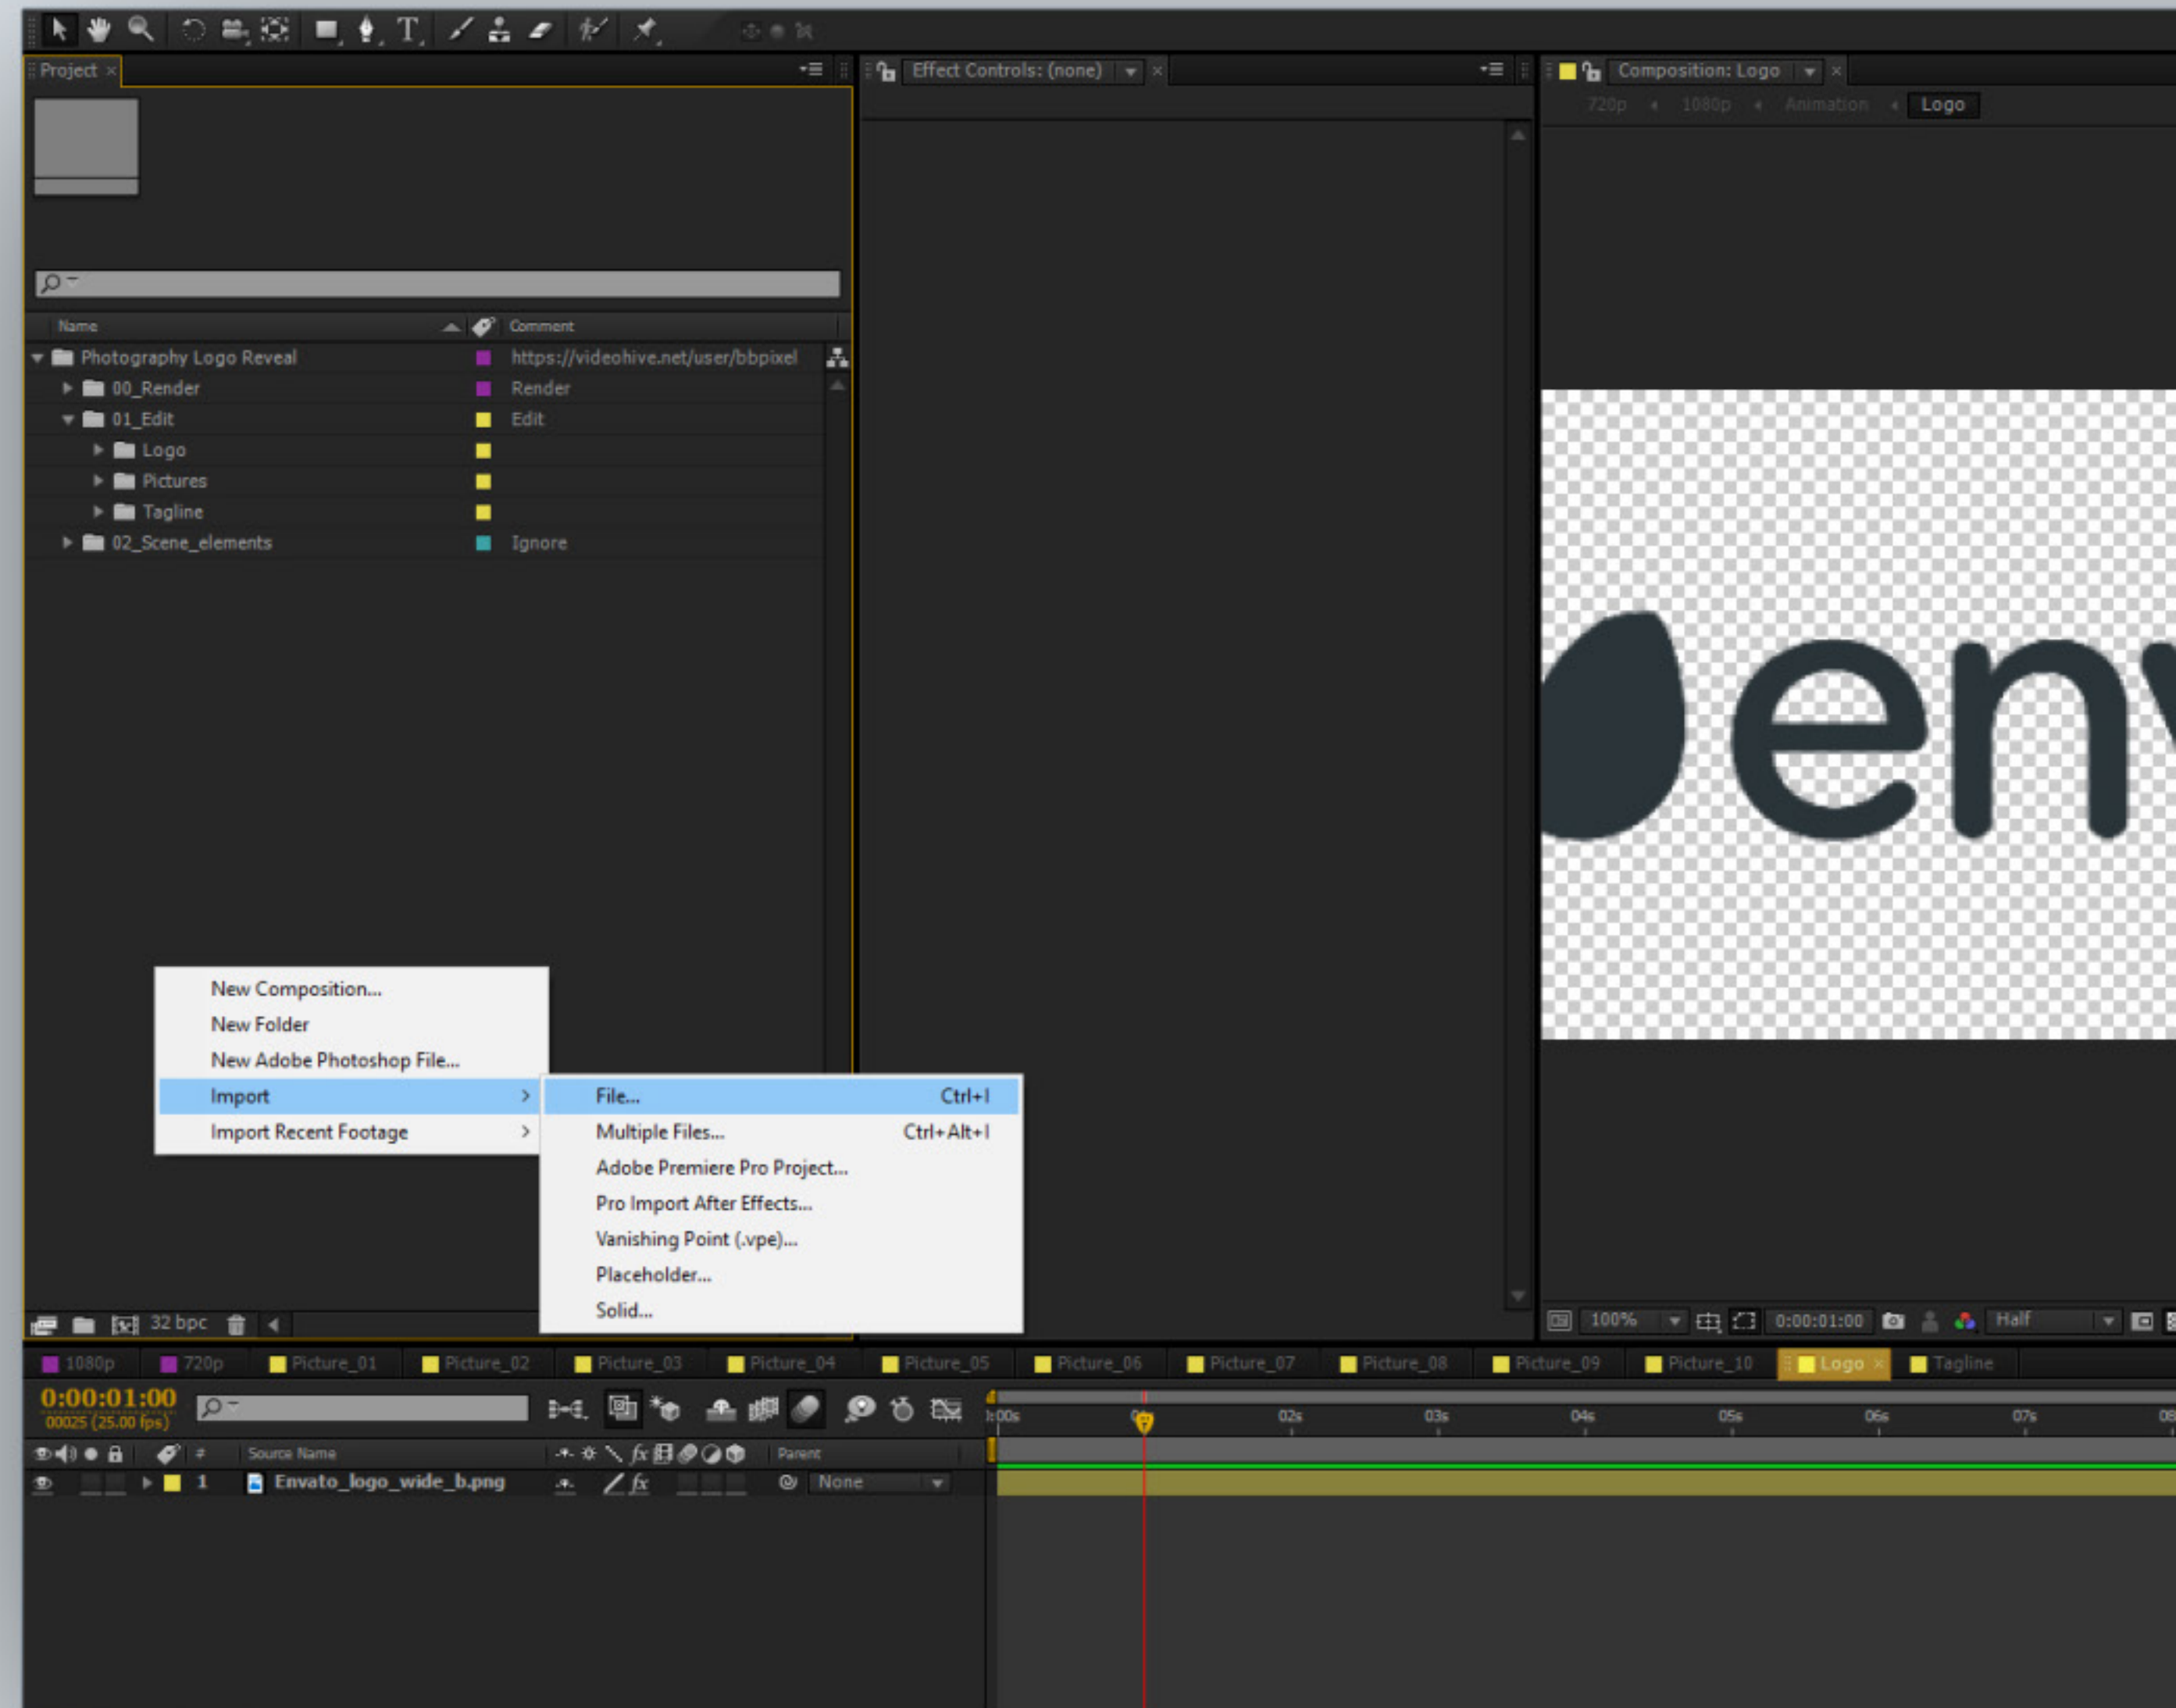 Project ×
Effect Controls: (none) ×
Composition: Logo ×
720p 1080p Animation Logo
Name Comment
Photography Logo Reveal https://videohive.net/user/bbpixel
00_Render Render
01_Edit Edit
Logo
Pictures
Tagline
02_Scene_elements Ignore
env
New Composition...
New Folder
New Adobe Photoshop File...
Import >
Import Recent Footage >
File... Ctrl+I
Multiple Files... Ctrl+Alt+I
Adobe Premiere Pro Project...
Pro Import After Effects...
Vanishing Point (.vpe)...
Placeholder...
Solid...
32 bpc
100% 0:00:01:00 Half
1080p 720p Picture_01 Picture_02 Picture_03 Picture_04 Picture_05 Picture_06 Picture_07 Picture_08 Picture_09 Picture_10 Logo × Tagline
0:00:01:00
00025 (25.00 fps)
):00s 02s 03s 04s 05s 06s 07s 08
# Source Name fx Parent
1 Envato_logo_wide_b.png fx None